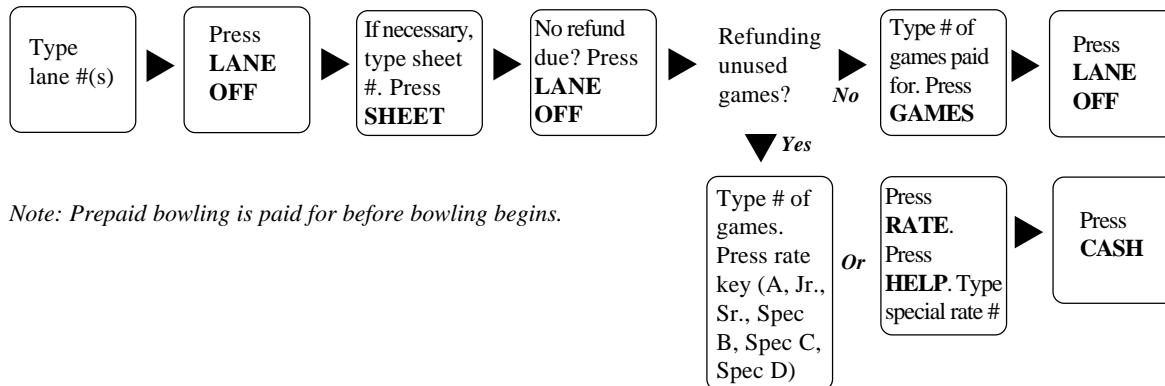 Type
lane #(s)
Press
LANE
OFF
If necessary,
type sheet
#. Press
SHEET
No refund
due? Press
LANE
OFF
Refunding
unused
games?
No
Type # of
games paid
for. Press
GAMES
Press
LANE
OFF
Yes
Type # of
games.
Press rate
key (A, Jr.,
Sr., Spec
B, Spec C,
Spec D)
Or
Press
RATE.
Press
HELP. Type
special rate #
Press
CASH
Note: Prepaid bowling is paid for before bowling begins.